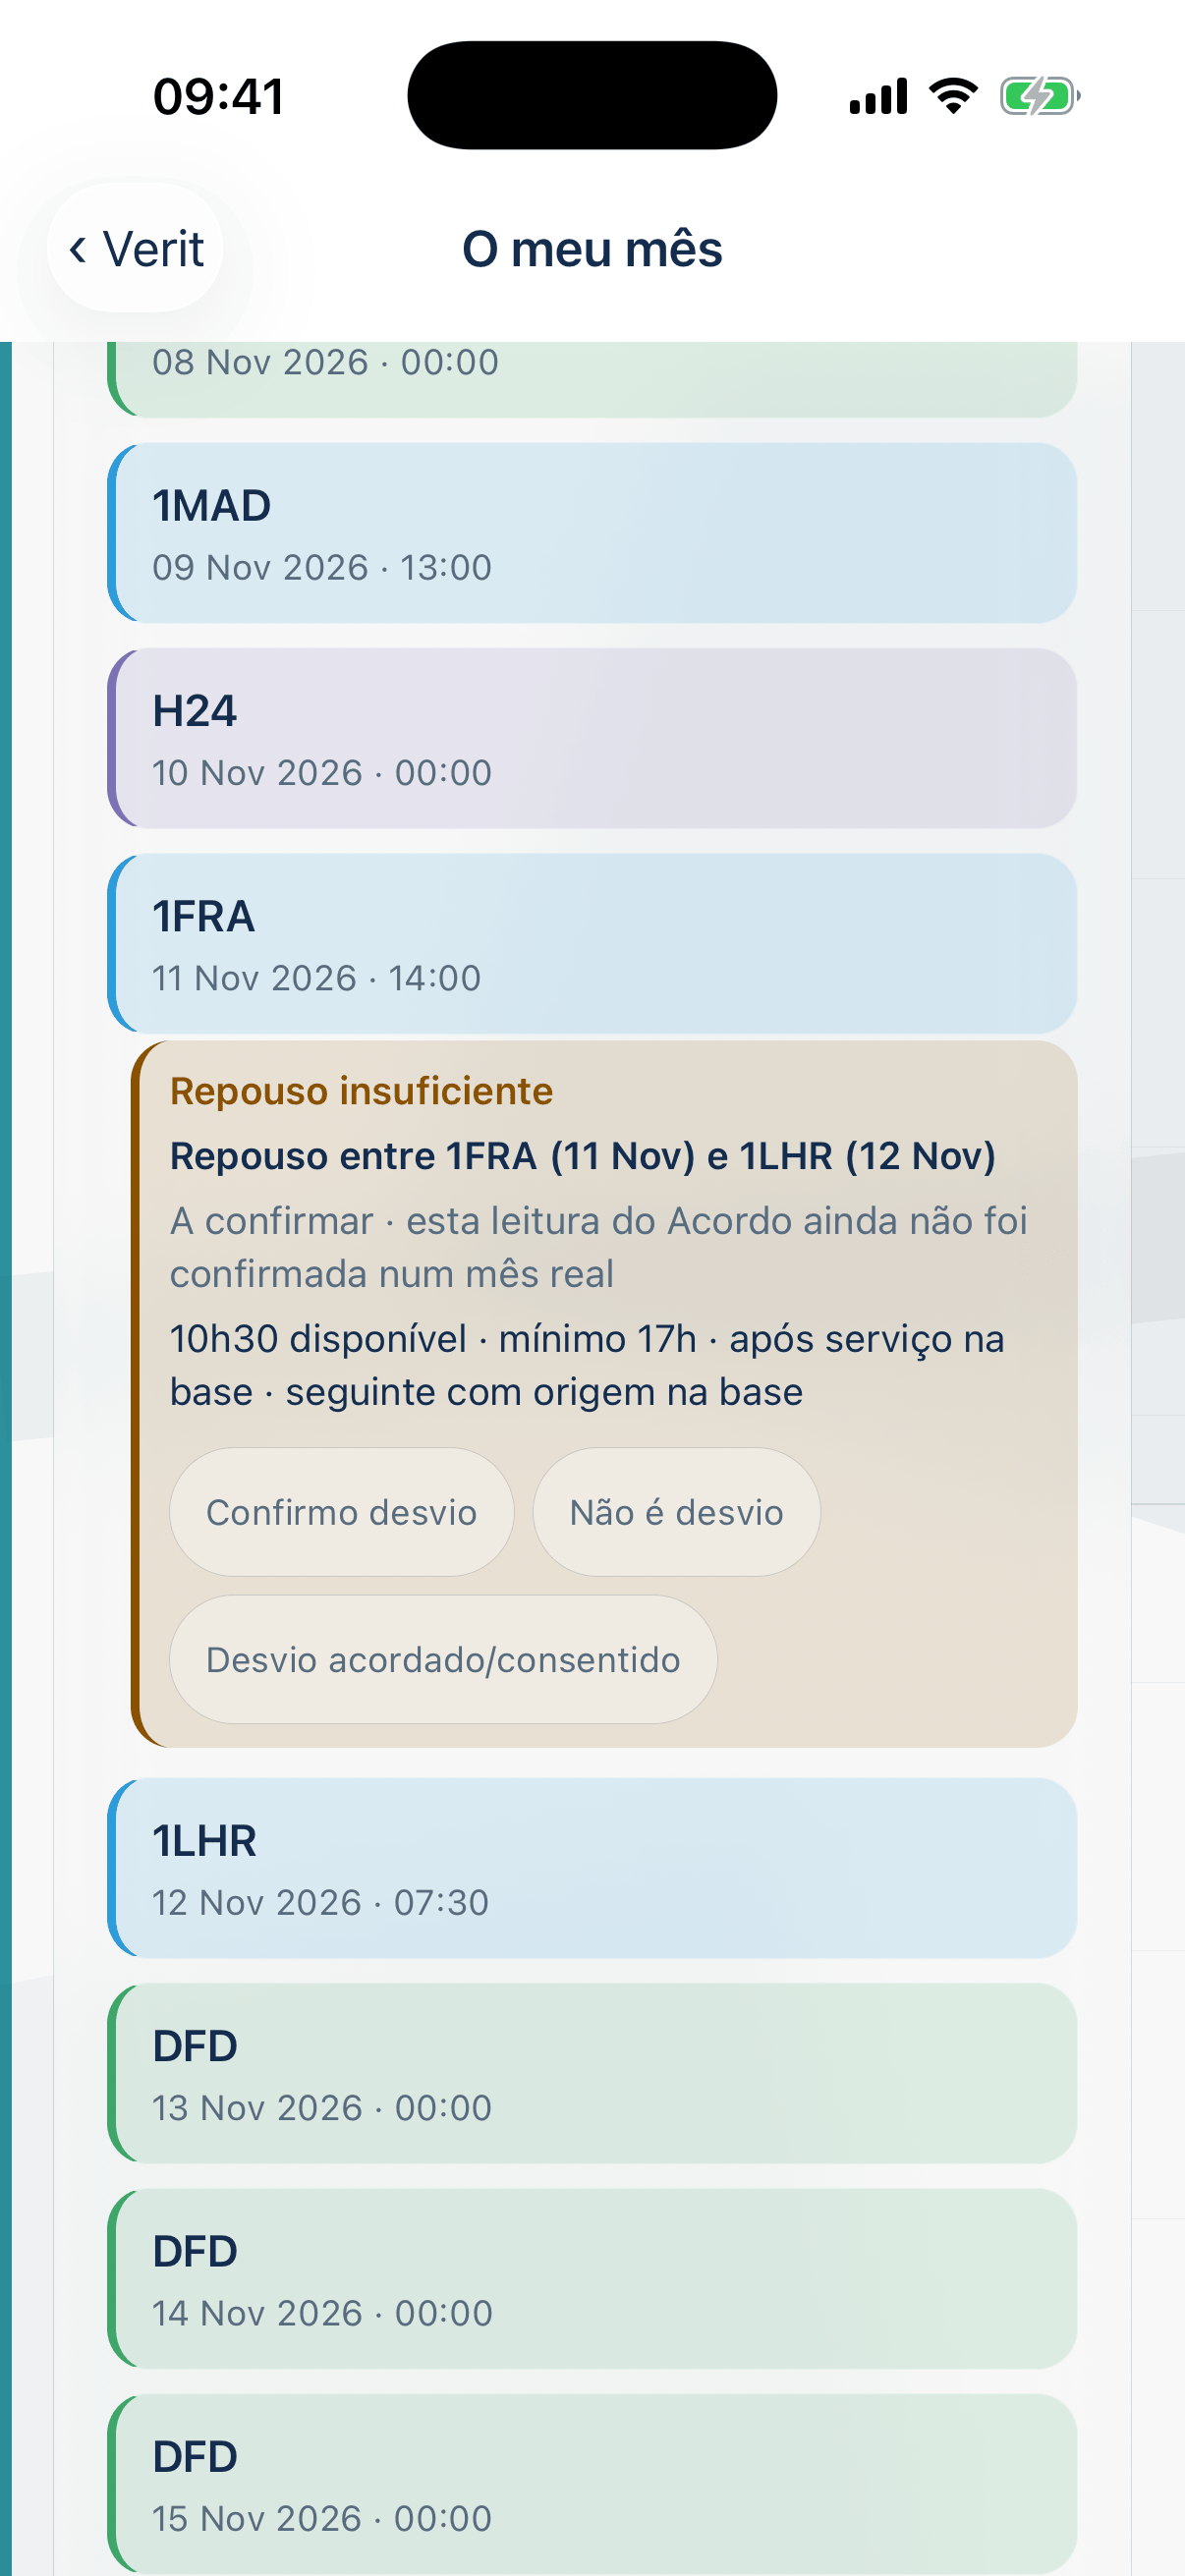 09:41
‹ Verit
O meu mês
08 Nov 2026 · 00:00
1MAD
09 Nov 2026 · 13:00
H24
10 Nov 2026 · 00:00
1FRA
11 Nov 2026 · 14:00
Repouso insuficiente
Repouso entre 1FRA (11 Nov) e 1LHR (12 Nov)
A confirmar · esta leitura do Acordo ainda não foi
confirmada num mês real
10h30 disponível · mínimo 17h · após serviço na
base · seguinte com origem na base
Confirmo desvio
Não é desvio
Desvio acordado/consentido
1LHR
12 Nov 2026 · 07:30
DFD
13 Nov 2026 · 00:00
DFD
14 Nov 2026 · 00:00
DFD
15 Nov 2026 · 00:00